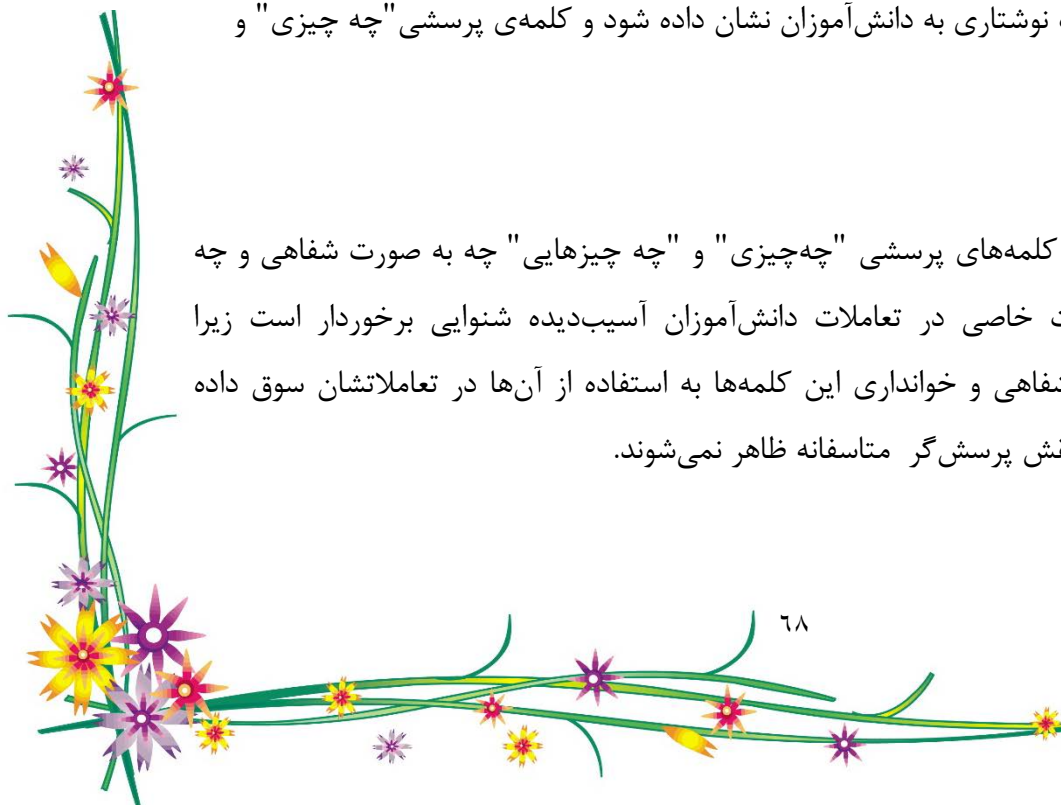 نوشتاری به دانش‌آموزان نشان داده شود و کلمه‌ی پرسشی"چه چیزی" و
کلمه‌های پرسشی "چه‌چیزی" و "چه چیزهایی" چه به صورت شفاهی و چه
خاصی در تعاملات دانش‌آموزان آسیب‌دیده شنوایی برخوردار است زیرا
شفاهی و خوانداری این کلمه‌ها به استفاده از آن‌ها در تعاملاتشان سوق داده
پرسش‌گر متاسفانه ظاهر نمی‌شوند.
٦٨